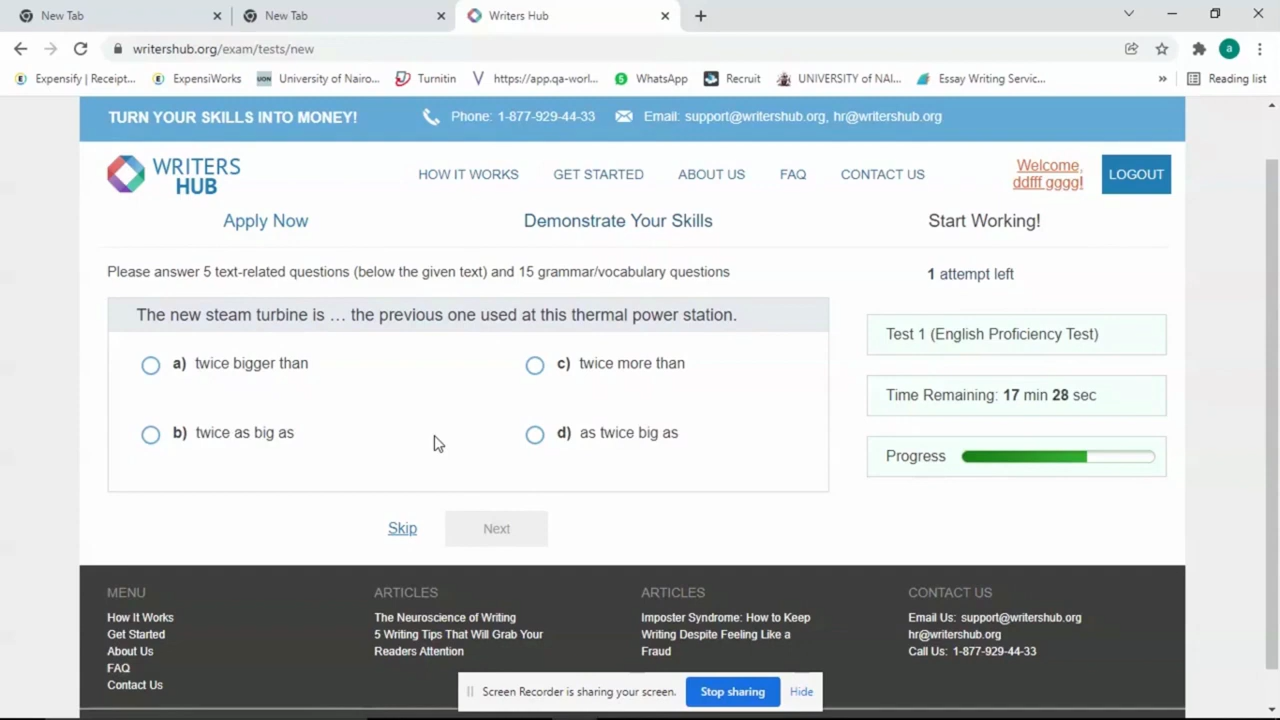 New Tab
New Tab
Writers Hub
writershub.org/exam/tests/new
a
Expensify | Receipt...
ExpensiWorks
UON
University of Nairo...
Turnitin
https://app.qa-worl...
WhatsApp
Recruit
UNIVERSITY of NAI...
Essay Writing Servic...
»
Reading list
TURN YOUR SKILLS INTO MONEY!
Phone: 1-877-929-44-33
Email: support@writershub.org, hr@writershub.org
WRITERS
HUB
HOW IT WORKS
GET STARTED
ABOUT US
FAQ
CONTACT US
Welcome,
ddfff gggg!
LOGOUT
Apply Now
Demonstrate Your Skills
Start Working!
Please answer 5 text-related questions (below the given text) and 15 grammar/vocabulary questions
1 attempt left
The new steam turbine is … the previous one used at this thermal power station.
a) twice bigger than
c) twice more than
b) twice as big as
d) as twice big as
Test 1 (English Proficiency Test)
Time Remaining: 17 min 28 sec
Progress
Skip
Next
MENU
How It Works
Get Started
About Us
FAQ
Contact Us
ARTICLES
The Neuroscience of Writing
5 Writing Tips That Will Grab Your
Readers Attention
ARTICLES
Imposter Syndrome: How to Keep
Writing Despite Feeling Like a
Fraud
CONTACT US
Email Us: support@writershub.org
hr@writershub.org
Call Us: 1-877-929-44-33
Screen Recorder is sharing your screen.
Stop sharing
Hide